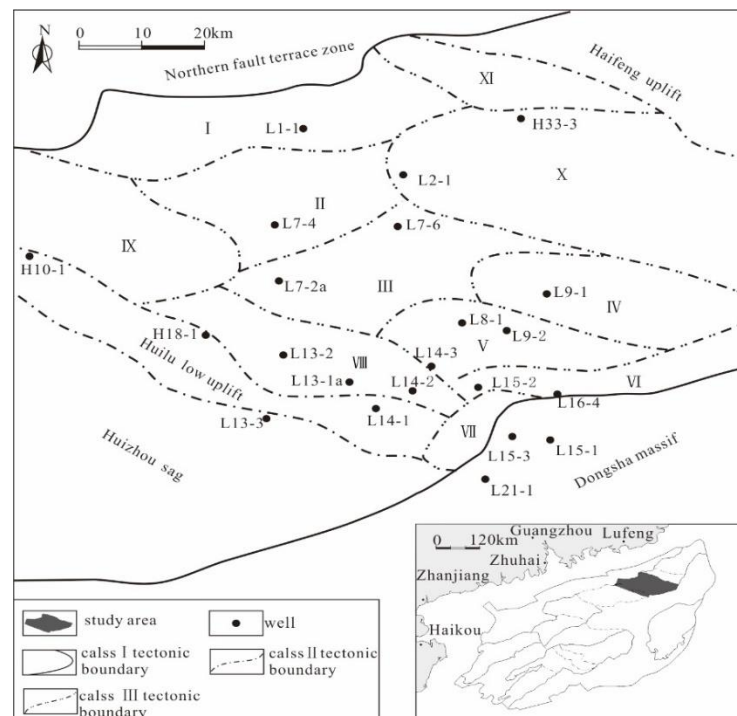 N
0 10 20km
Northern fault terrace zone
Haifeng uplift
XI
I
L1-1
H33-3
L2-1
X
II
L7-4
L7-6
IX
H10-1
L7-2a
III
L9-1
IV
L8-1
L9-2
V
H18-1
L13-2
VIII
L14-3
Huilu low uplift
L13-1a
L14-2
L15-2
VI
L16-4
L13-3
L14-1
VII
Huizhou sag
L15-3
L15-1
Dongsha massif
L21-1
0 120km
Guangzhou
Lufeng
Zhuhai
Zhanjiang
Haikou
study area
well
calss I tectonic
boundary
calss II tectonic
boundary
calss III tectonic
boundary